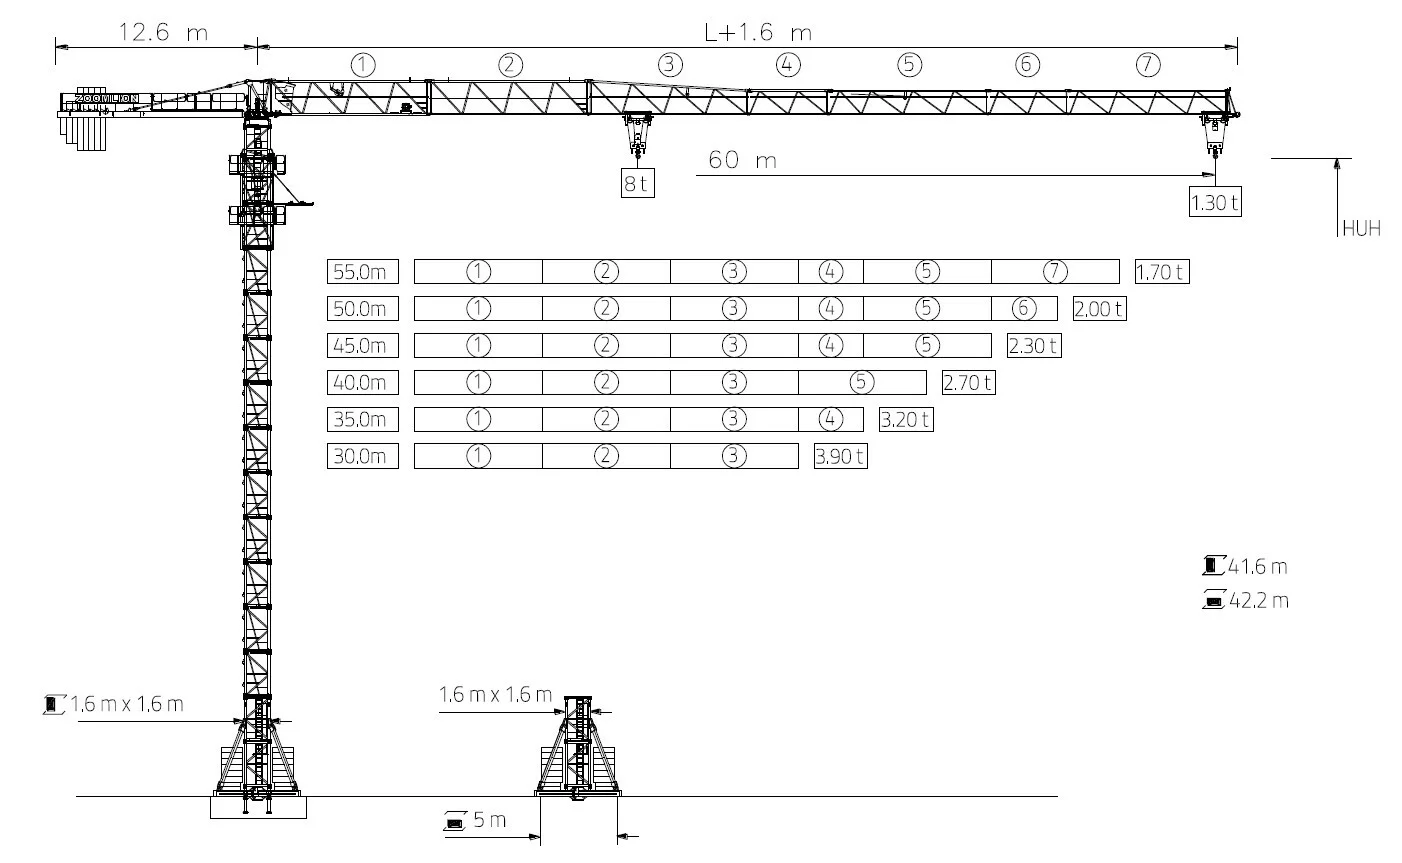 12.6 m
L+1.6 m
1 2 3 4 5 6 7
ZOOMLION
60 m
8 t
1.30 t
HUH
55.0m 1 2 3 4 5 7 1.70 t
50.0m 1 2 3 4 5 6 2.00 t
45.0m 1 2 3 4 5 2.30 t
40.0m 1 2 3 5 2.70 t
35.0m 1 2 3 4 3.20 t
30.0m 1 2 3 3.90 t
41.6 m
42.2 m
1.6 m x 1.6 m
1.6 m x 1.6 m
5 m